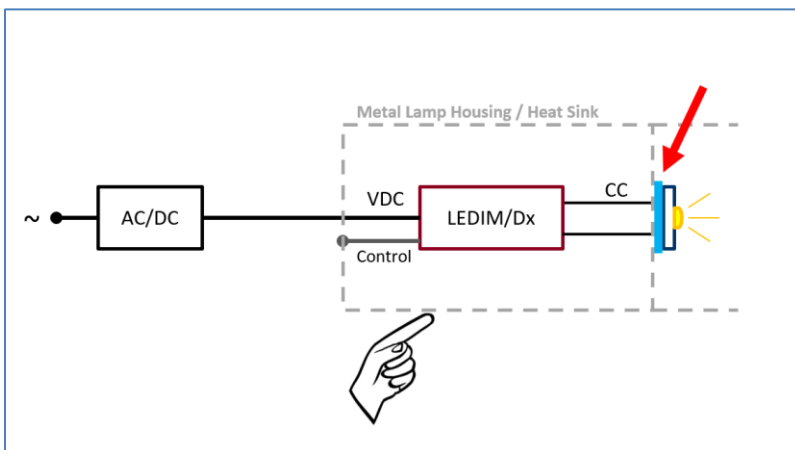 Metal Lamp Housing / Heat Sink
~
AC/DC
VDC
LEDIM/Dx
CC
Control